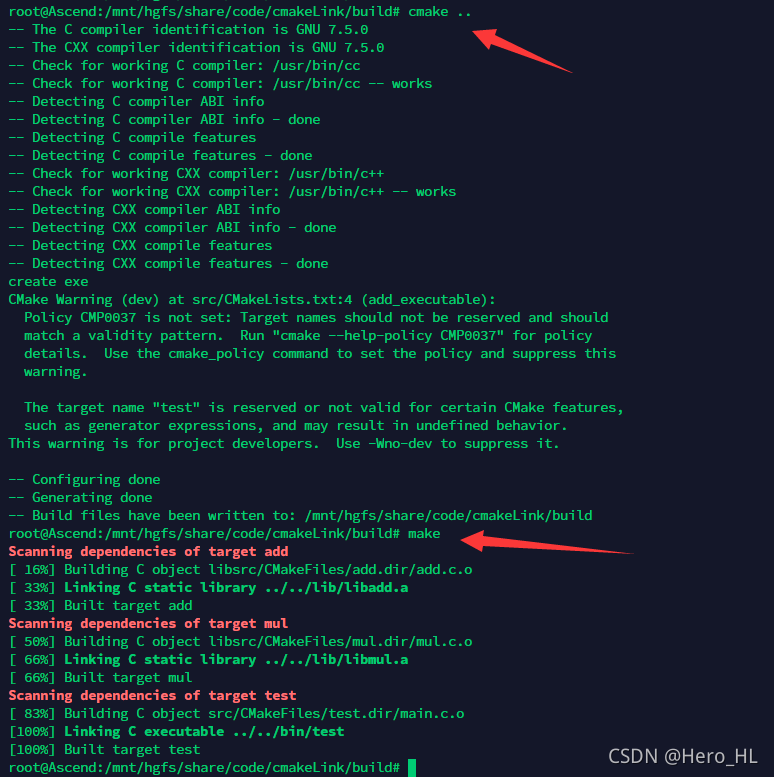 root@Ascend:/mnt/hgfs/share/code/cmakeLink/build# cmake ..
-- The C compiler identification is GNU 7.5.0
-- The CXX compiler identification is GNU 7.5.0
-- Check for working C compiler: /usr/bin/cc
-- Check for working C compiler: /usr/bin/cc -- works
-- Detecting C compiler ABI info
-- Detecting C compiler ABI info - done
-- Detecting C compile features
-- Detecting C compile features - done
-- Check for working CXX compiler: /usr/bin/c++
-- Check for working CXX compiler: /usr/bin/c++ -- works
-- Detecting CXX compiler ABI info
-- Detecting CXX compiler ABI info - done
-- Detecting CXX compile features
-- Detecting CXX compile features - done
create exe
CMake Warning (dev) at src/CMakeLists.txt:4 (add_executable):
  Policy CMP0037 is not set: Target names should not be reserved and should
  match a validity pattern.  Run "cmake --help-policy CMP0037" for policy
  details.  Use the cmake_policy command to set the policy and suppress this
  warning.

  The target name "test" is reserved or not valid for certain CMake features,
  such as generator expressions, and may result in undefined behavior.
This warning is for project developers.  Use -Wno-dev to suppress it.

-- Configuring done
-- Generating done
-- Build files have been written to: /mnt/hgfs/share/code/cmakeLink/build
root@Ascend:/mnt/hgfs/share/code/cmakeLink/build# make
Scanning dependencies of target add
[ 16%] Building C object libsrc/CMakeFiles/add.dir/add.c.o
[ 33%] Linking C static library ../../lib/libadd.a
[ 33%] Built target add
Scanning dependencies of target mul
[ 50%] Building C object libsrc/CMakeFiles/mul.dir/mul.c.o
[ 66%] Linking C static library ../../lib/libmul.a
[ 66%] Built target mul
Scanning dependencies of target test
[ 83%] Building C object src/CMakeFiles/test.dir/main.c.o
[100%] Linking C executable ../../bin/test
[100%] Built target test
root@Ascend:/mnt/hgfs/share/code/cmakeLink/build#
CSDN @Hero_HL